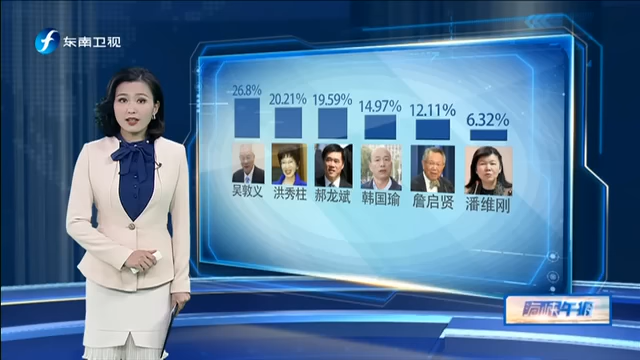 东南卫视
26.8% 20.21% 19.59% 14.97% 12.11% 6.32%
吴敦义 洪秀柱 郝龙斌 韩国瑜 詹启贤 潘维刚
海峡午报